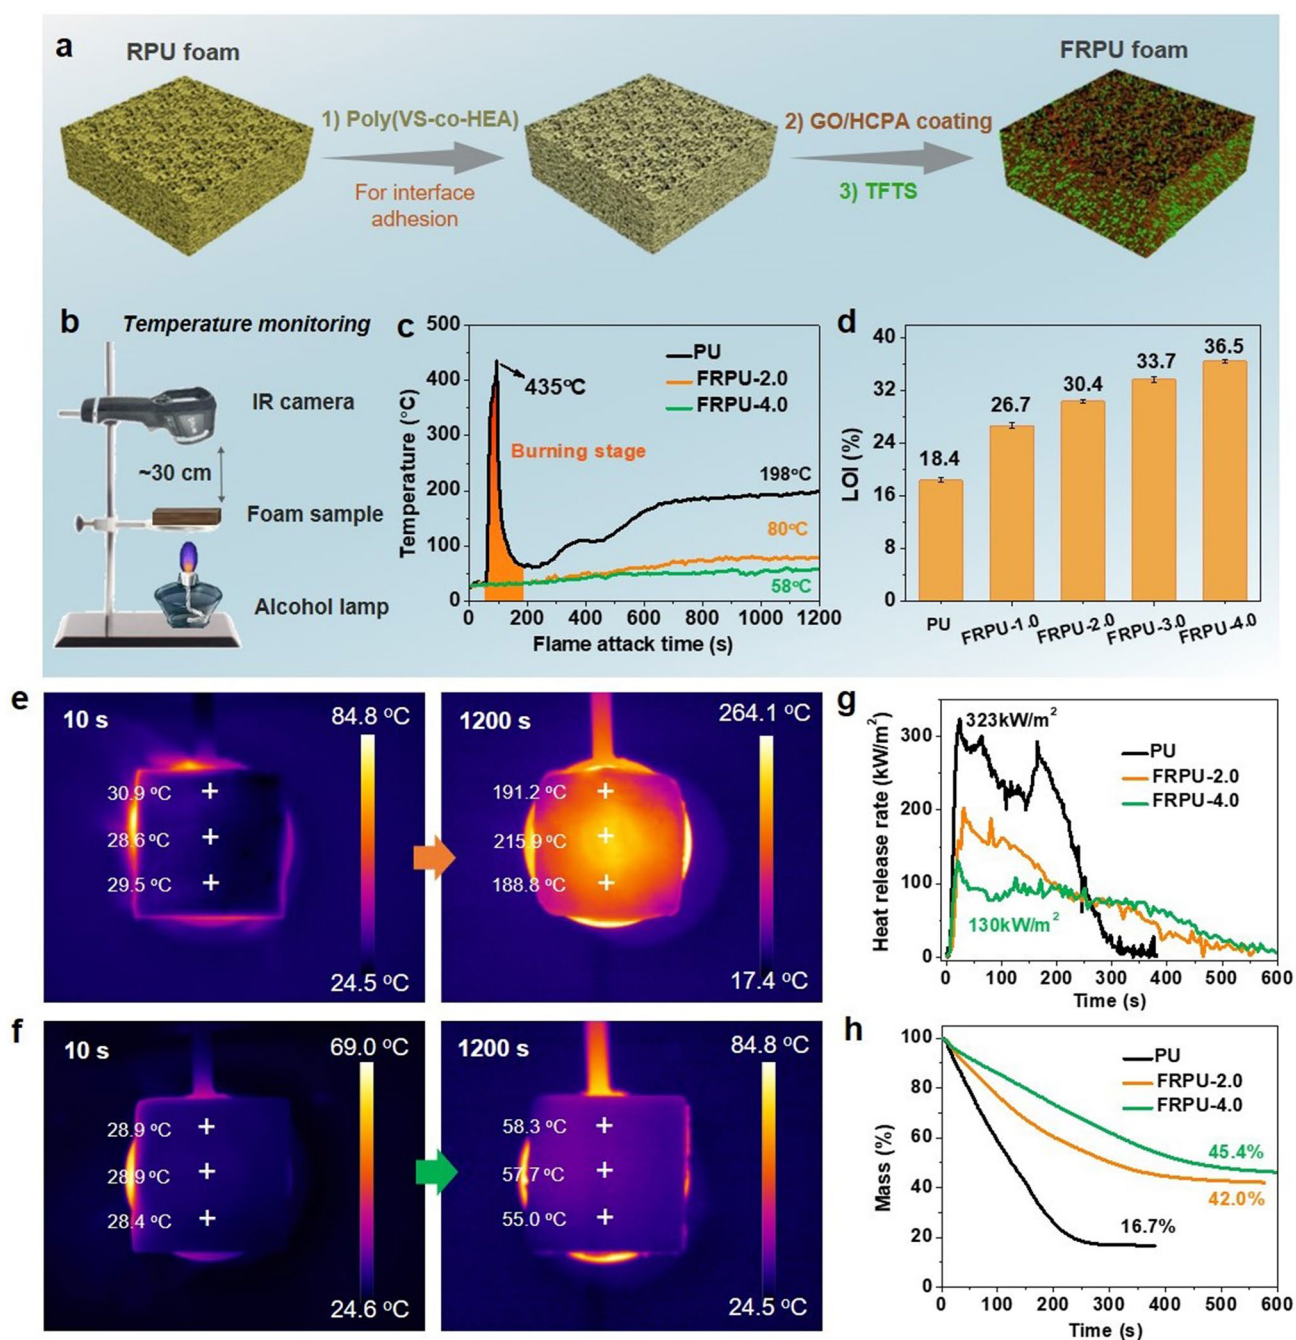 a
RPU foam
FRPU foam
1) Poly(VS-co-HEA)
For interface
adhesion
2) GO/HCPA coating
3) TFTS
b
Temperature monitoring
IR camera
~30 cm
Foam sample
Alcohol lamp
c
500
400
300
200
100
0
Temperature (°C)
PU
FRPU-2.0
FRPU-4.0
435°C
Burning stage
198°C
80°C
58°C
0 200 400 600 800 1000 1200
Flame attack time (s)
d
40
32
24
16
8
0
LOI (%)
18.4
26.7
30.4
33.7
36.5
PU FRPU-1.0 FRPU-2.0 FRPU-3.0 FRPU-4.0
e
10 s
84.8 °C
30.9 °C
28.6 °C
29.5 °C
24.5 °C
1200 s
264.1 °C
191.2 °C
215.9 °C
188.8 °C
17.4 °C
f
10 s
69.0 °C
28.9 °C
28.9 °C
28.4 °C
24.6 °C
1200 s
84.8 °C
58.3 °C
57.7 °C
55.0 °C
24.5 °C
g
300
200
100
0
Heat release rate (kW/m²)
323kW/m²
PU
FRPU-2.0
FRPU-4.0
130kW/m²
0 100 200 300 400 500 600
Time (s)
h
100
80
60
40
20
0
Mass (%)
PU
FRPU-2.0
FRPU-4.0
45.4%
42.0%
16.7%
0 100 200 300 400 500 600
Time (s)